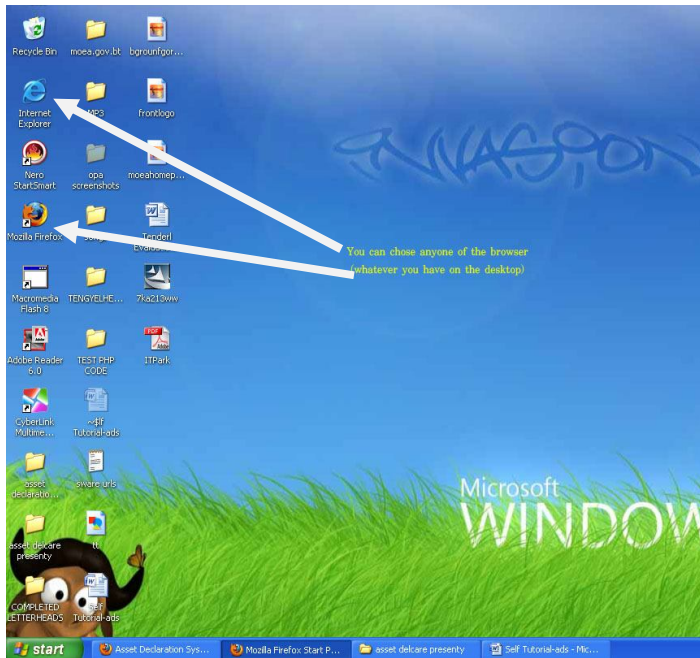 Recycle Bin
moea.gov.bt
bgrounfgor...
Internet
Explorer
MP3
frontlogo
Nero
StartSmart
opa
screenshots
moeahomep...
Mozilla Firefox
Tenderl
INVASION
You can chose anyone of the browser
(whatever you have on the desktop)
Macromedia
Flash 8
TENGYELHE...
7ka213ww
Adobe Reader
6.0
TEST PHP
CODE
ITPark
CyberLink
Multime...
~$lf
Tutorial-ads
asset
declaratio...
sware urls
Microsoft
WINDOW
asset delcare
presenty
tt
COMPLETED
LETTERHEADS
Self
Tutorial-ads
start
Asset Declaration Sys...
Mozilla Firefox Start P...
asset delcare presenty
Self Tutorial-ads - Mic...